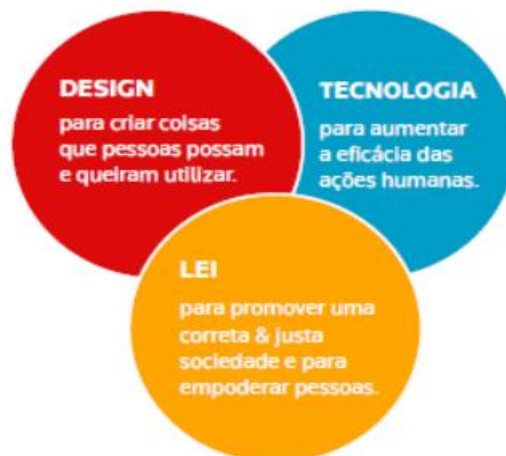 DESIGN
para criar coisas
que pessoas possam
e queiram utilizar.
TECNOLOGIA
para aumentar
a eficácia das
ações humanas.
LEI
para promover uma
correta & justa
sociedade e para
empoderar pessoas.